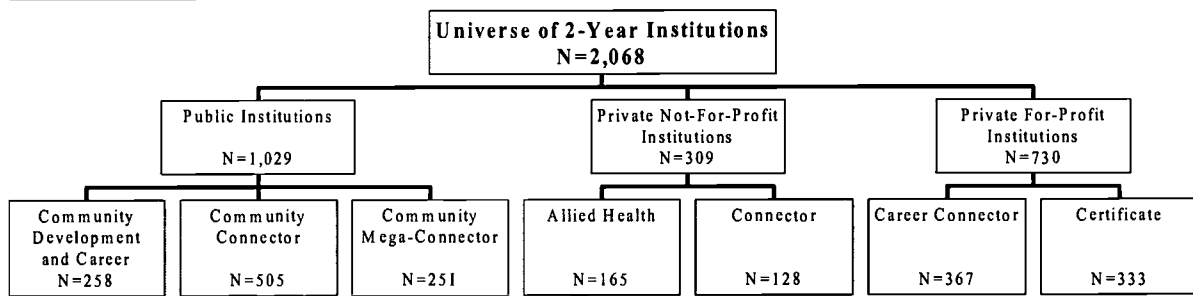 Universe of 2-Year Institutions
N=2,068
Public Institutions
N=1,029
Private Not-For-Profit
Institutions
N=309
Private For-Profit
Institutions
N=730
Community
Development
and Career
N=258
Community
Connector
N=505
Community
Mega-Connector
N=251
Allied Health
N=165
Connector
N=128
Career Connector
N=367
Certificate
N=333